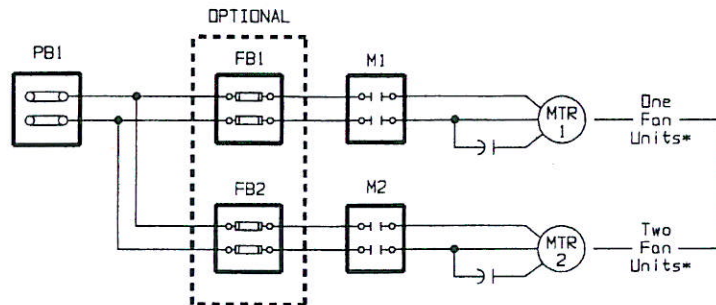 OPTIONAL
PB1
FB1
M1
MTR
1
One
Fan
Units*
FB2
M2
MTR
2
Two
Fan
Units*